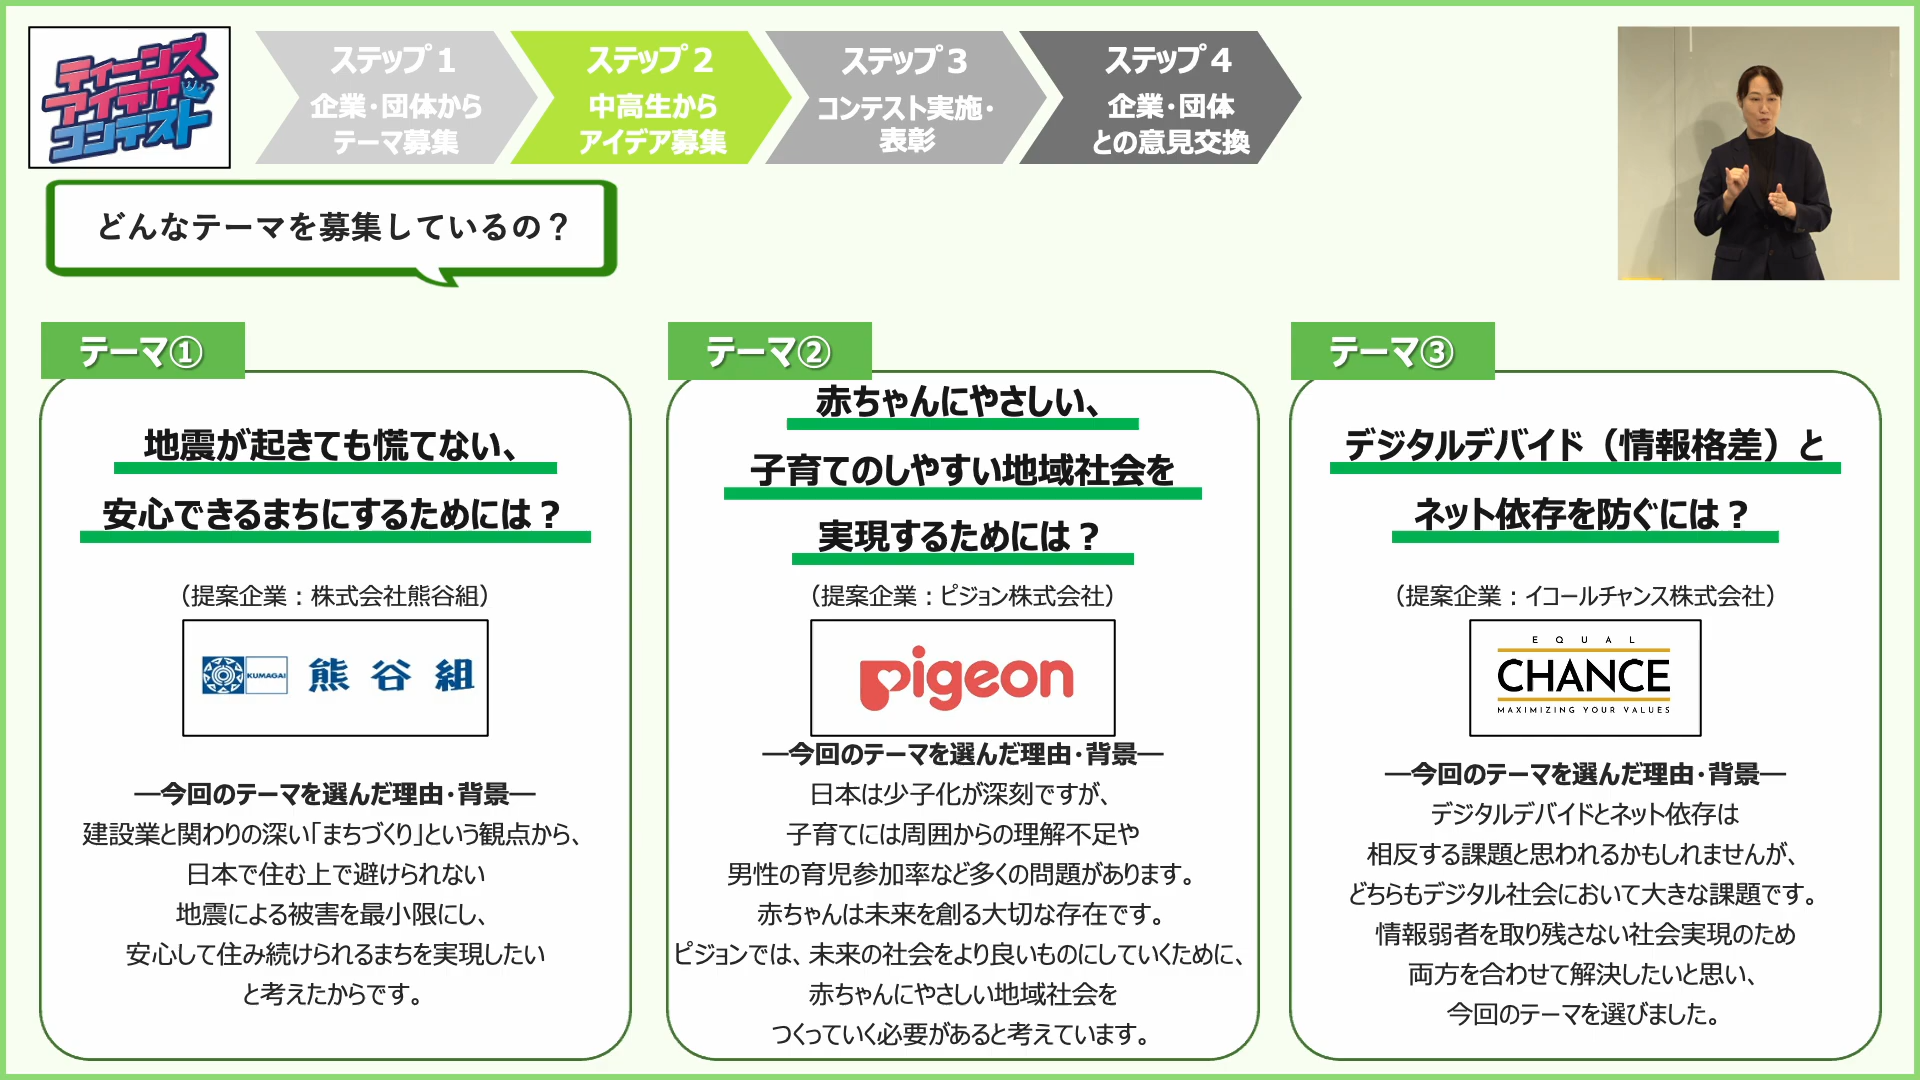 ティーンズ
アイデア
コンテスト
ステップ1
企業・団体から
テーマ募集
ステップ2
中高生から
アイデア募集
ステップ3
コンテスト実施・
表彰
ステップ4
企業・団体
との意見交換
どんなテーマを募集しているの？
テーマ①
地震が起きても慌てない、
安心できるまちにするためには？
（提案企業：株式会社熊谷組）
KUMAGAI 熊谷組
―今回のテーマを選んだ理由・背景―
建設業と関わりの深い「まちづくり」という観点から、
日本で住む上で避けられない
地震による被害を最小限にし、
安心して住み続けられるまちを実現したい
と考えたからです。
テーマ②
赤ちゃんにやさしい、
子育てのしやすい地域社会を
実現するためには？
（提案企業：ピジョン株式会社）
pigeon
―今回のテーマを選んだ理由・背景―
日本は少子化が深刻ですが、
子育てには周囲からの理解不足や
男性の育児参加率など多くの問題があります。
赤ちゃんは未来を創る大切な存在です。
ピジョンでは、未来の社会をより良いものにしていくために、
赤ちゃんにやさしい地域社会を
つくっていく必要があると考えています。
テーマ③
デジタルデバイド（情報格差）と
ネット依存を防ぐには？
（提案企業：イコールチャンス株式会社）
EQUAL
CHANCE
MAXIMIZING YOUR VALUES
―今回のテーマを選んだ理由・背景―
デジタルデバイドとネット依存は
相反する課題と思われるかもしれませんが、
どちらもデジタル社会において大きな課題です。
情報弱者を取り残さない社会実現のため
両方を合わせて解決したいと思い、
今回のテーマを選びました。